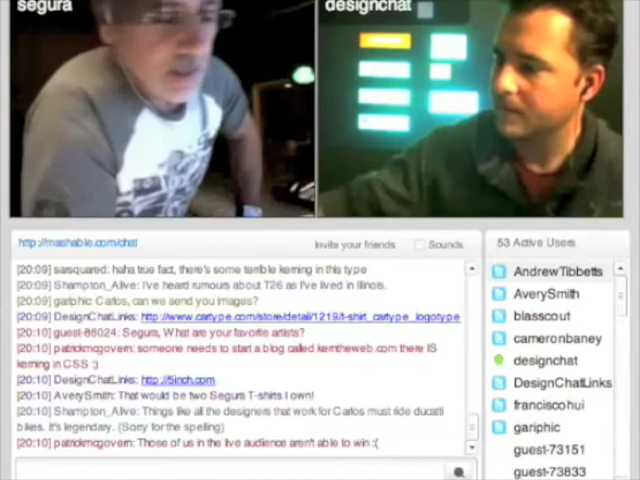 segura
designchat
http://mashable.com/chat
Invite your friends
Sounds
53 Active Users
[20:09] sarsquared: haha true fact, there's some terrible kerning in this type
[20:09] Shampton_Alive: I've heard rumours about T26 as I've lived in Illinois.
[20:09] gariphic: Carlos, can we send you images?
[20:09] DesignChatLinks: http://www.cartype.com/store/detail/1219/t-shirt_cartype_logotype
[20:10] guest-86024: Segura, What are your favorite artists?
[20:10] patrickmcgovern: someone needs to start a blog called kerntheweb.com there IS
kerning in CSS :)
[20:10] DesignChatLinks: http://5inch.com
[20:10] AverySmith: That would be two Segura T-shirts I own!
[20:10] Shampton_Alive: Things like all the designers that work for Carlos must ride ducati
bikes. It's legendary. (Sorry for the spelling)
[20:10] patrickmcgovern: Those of us in the live audience aren't able to win :(
AndrewTibbetts
AverySmith
blasscout
cameronbaney
designchat
DesignChatLinks
franciscohui
gariphic
guest-73151
guest-73833